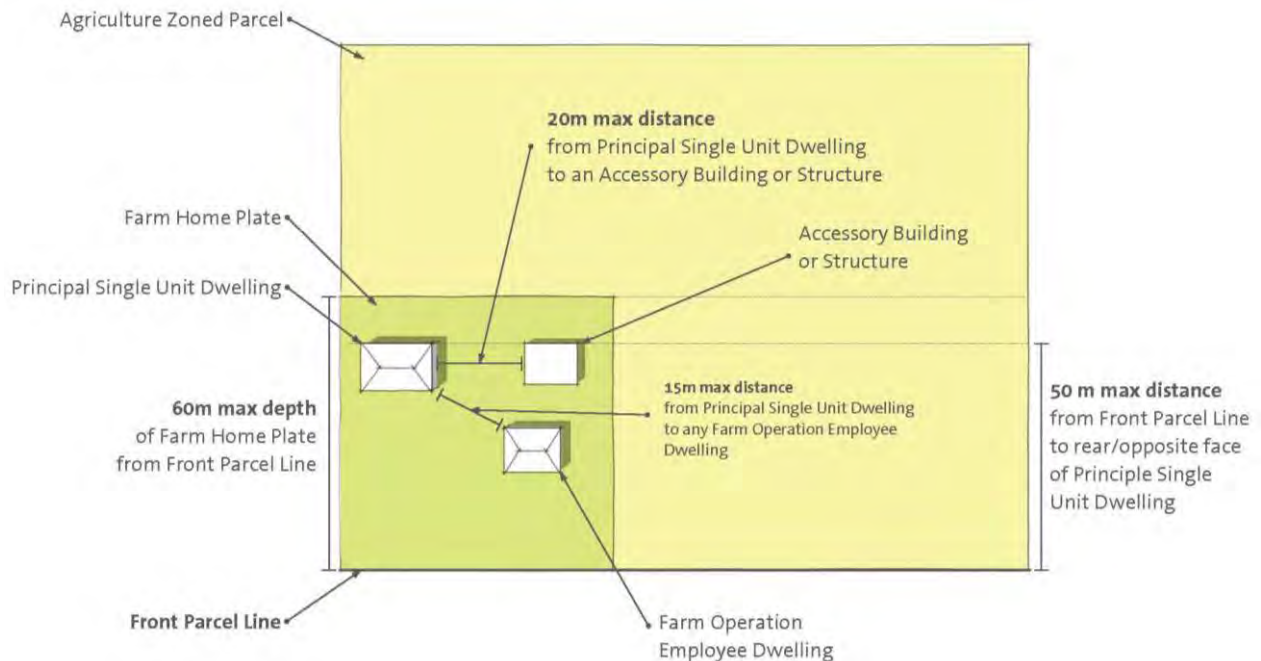 Agriculture Zoned Parcel
20m max distance
from Principal Single Unit Dwelling
to an Accessory Building or Structure
Farm Home Plate
Accessory Building
or Structure
Principal Single Unit Dwelling
15m max distance
from Principal Single Unit Dwelling
to any Farm Operation Employee
Dwelling
60m max depth
of Farm Home Plate
from Front Parcel Line
50 m max distance
from Front Parcel Line
to rear/opposite face
of Principle Single
Unit Dwelling
Front Parcel Line
Farm Operation
Employee Dwelling